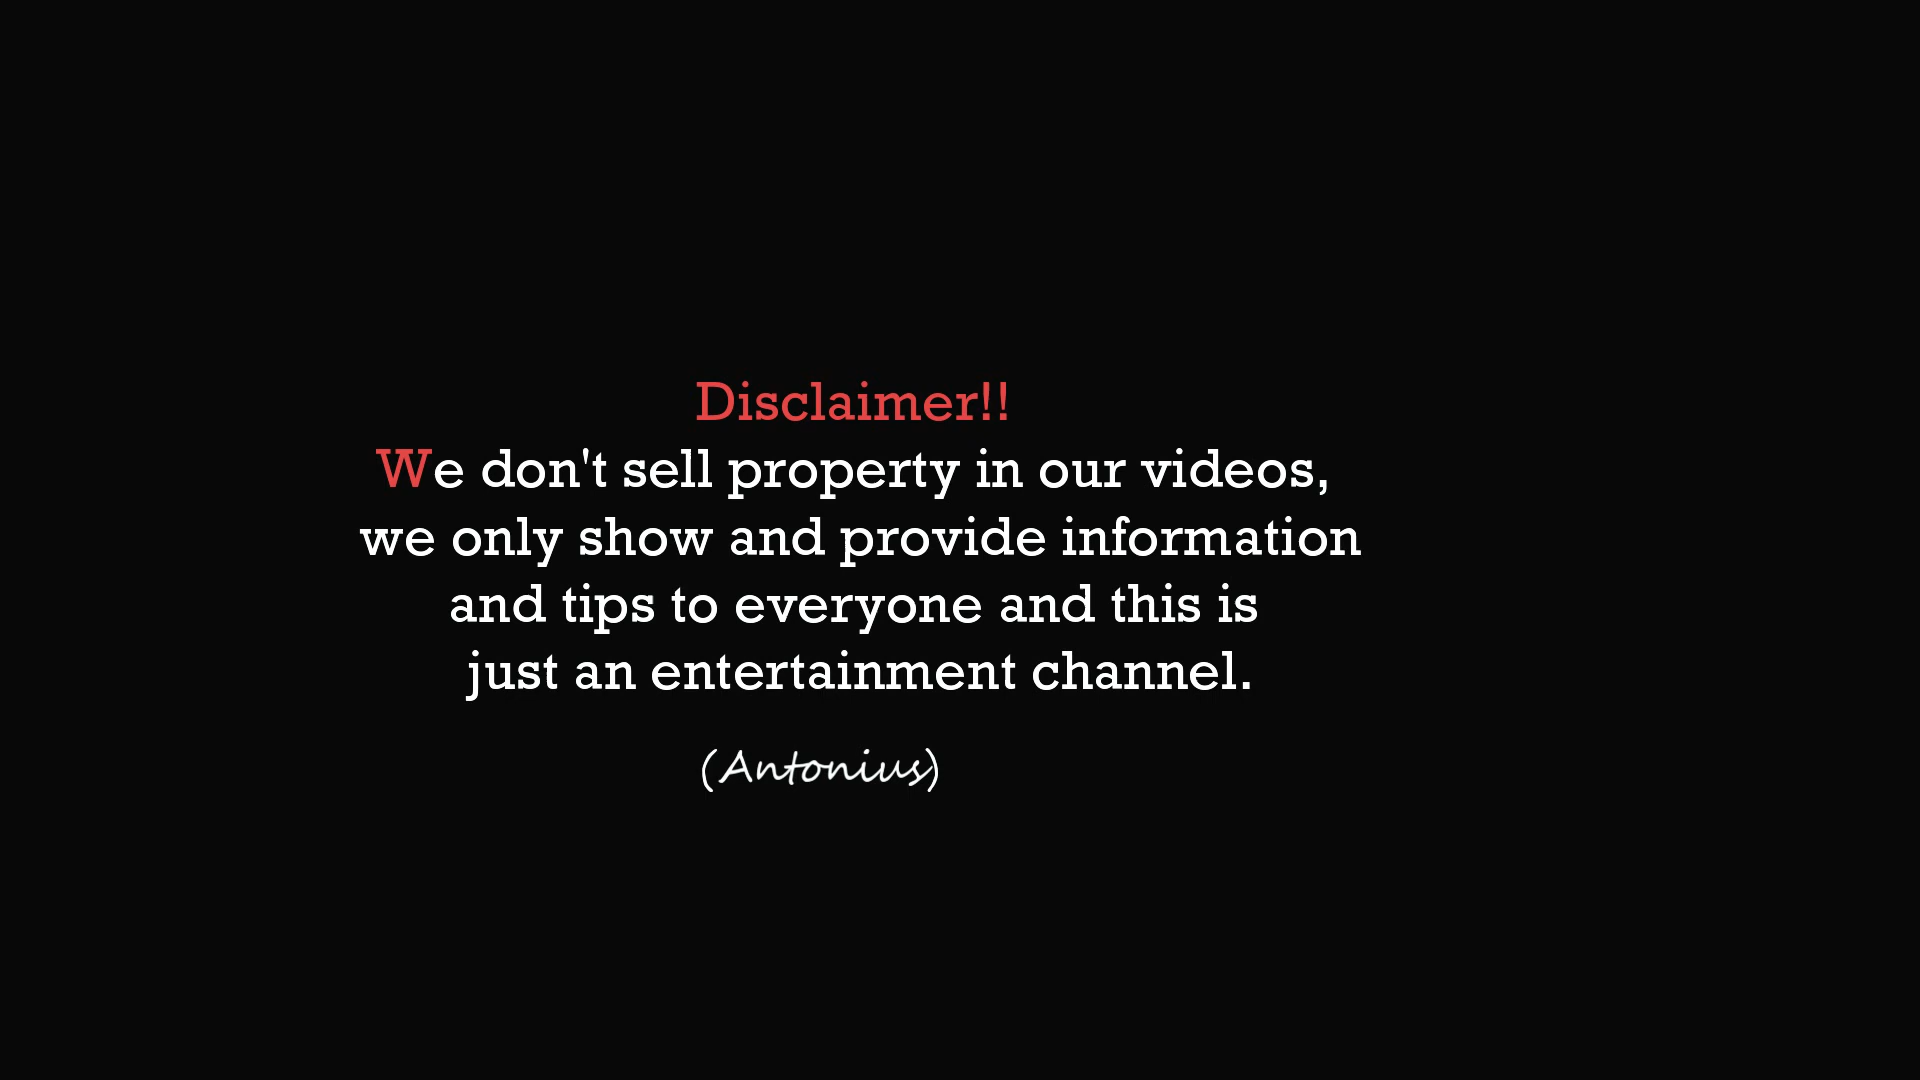 Disclaimer!!
We don't sell property in our videos,
we only show and provide information
and tips to everyone and this is
just an entertainment channel.
(Antonius)